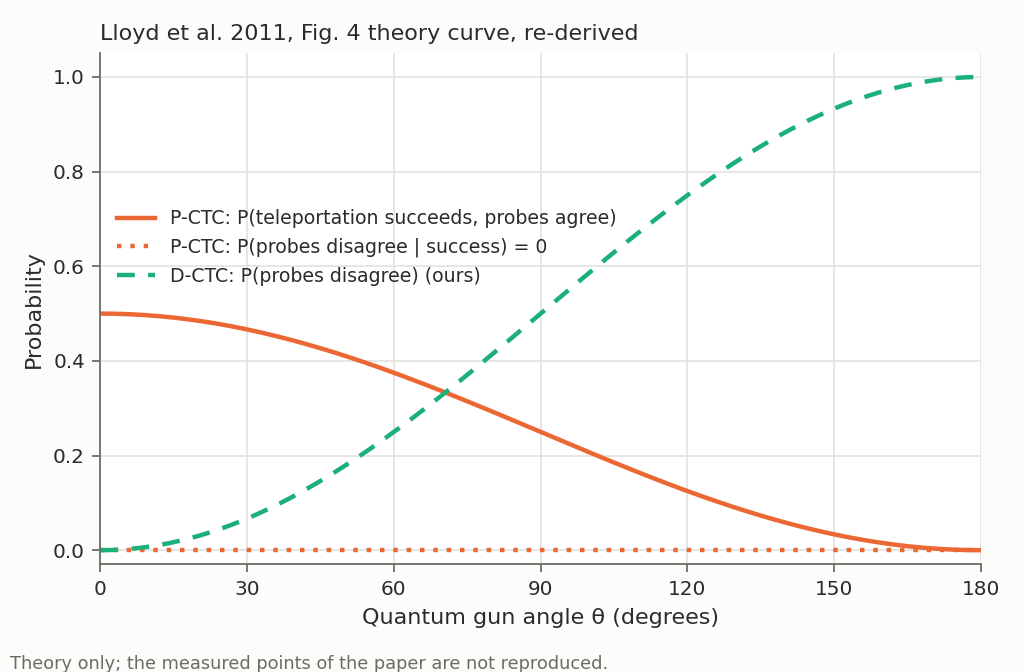 Lloyd et al. 2011, Fig. 4 theory curve, re-derived
1.0
0.8
0.6
0.4
0.2
0.0
Probability
P-CTC: P(teleportation succeeds, probes agree)
P-CTC: P(probes disagree | success) = 0
D-CTC: P(probes disagree) (ours)
0 30 60 90 120 150 180
Quantum gun angle θ (degrees)
Theory only; the measured points of the paper are not reproduced.